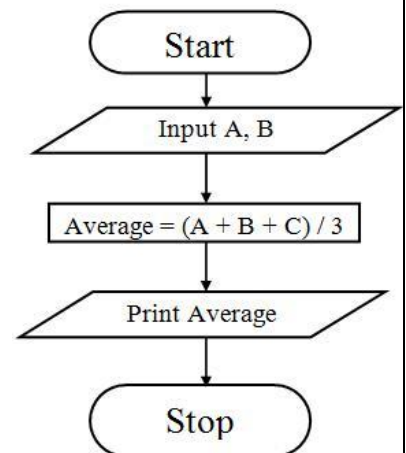 Start
Input A, B
Average = (A + B + C) / 3
Print Average
Stop